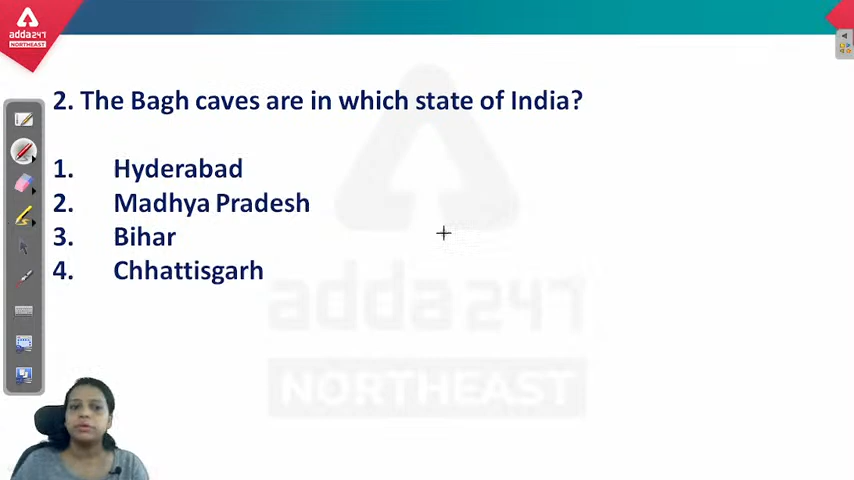 adda247
NORTHEAST
2. The Bagh caves are in which state of India?
1. Hyderabad
2. Madhya Pradesh
3. Bihar
4. Chhattisgarh
adda247
NORTHEAST